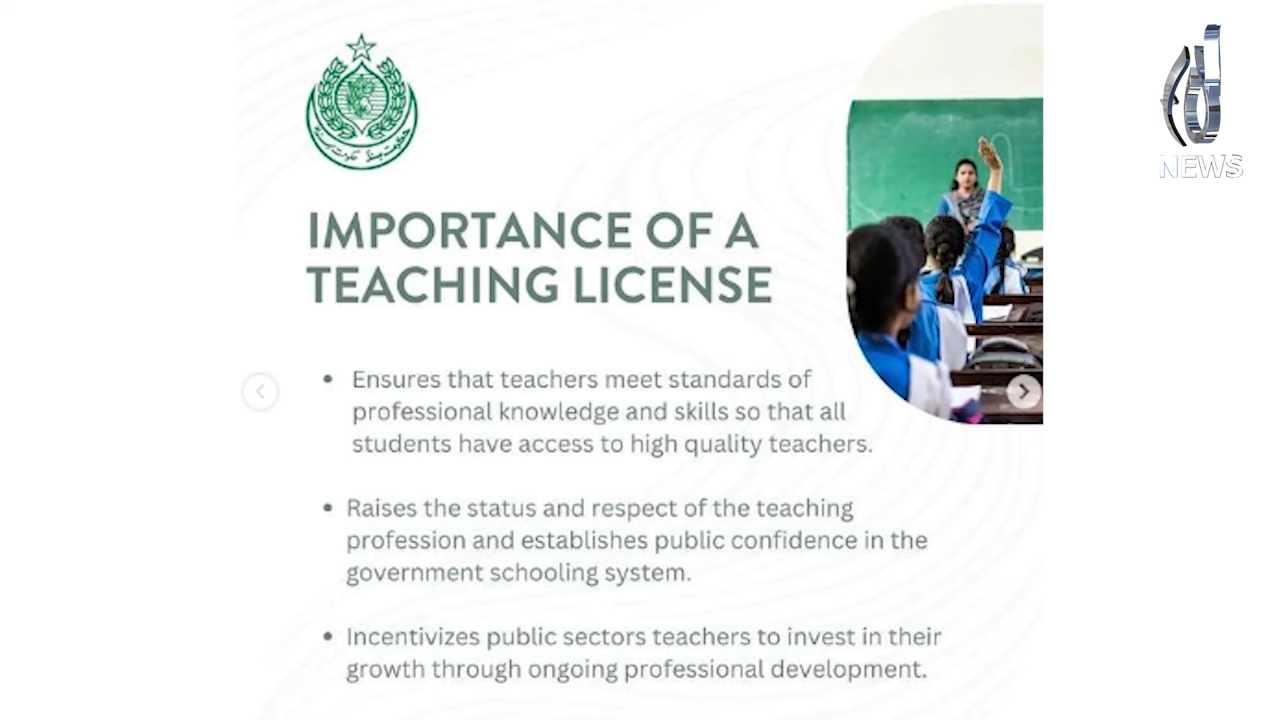 حکومت سنڌ
NEWS
IMPORTANCE OF A
TEACHING LICENSE
• Ensures that teachers meet standards of
professional knowledge and skills so that all
students have access to high quality teachers.
• Raises the status and respect of the teaching
profession and establishes public confidence in the
government schooling system.
• Incentivizes public sectors teachers to invest in their
growth through ongoing professional development.